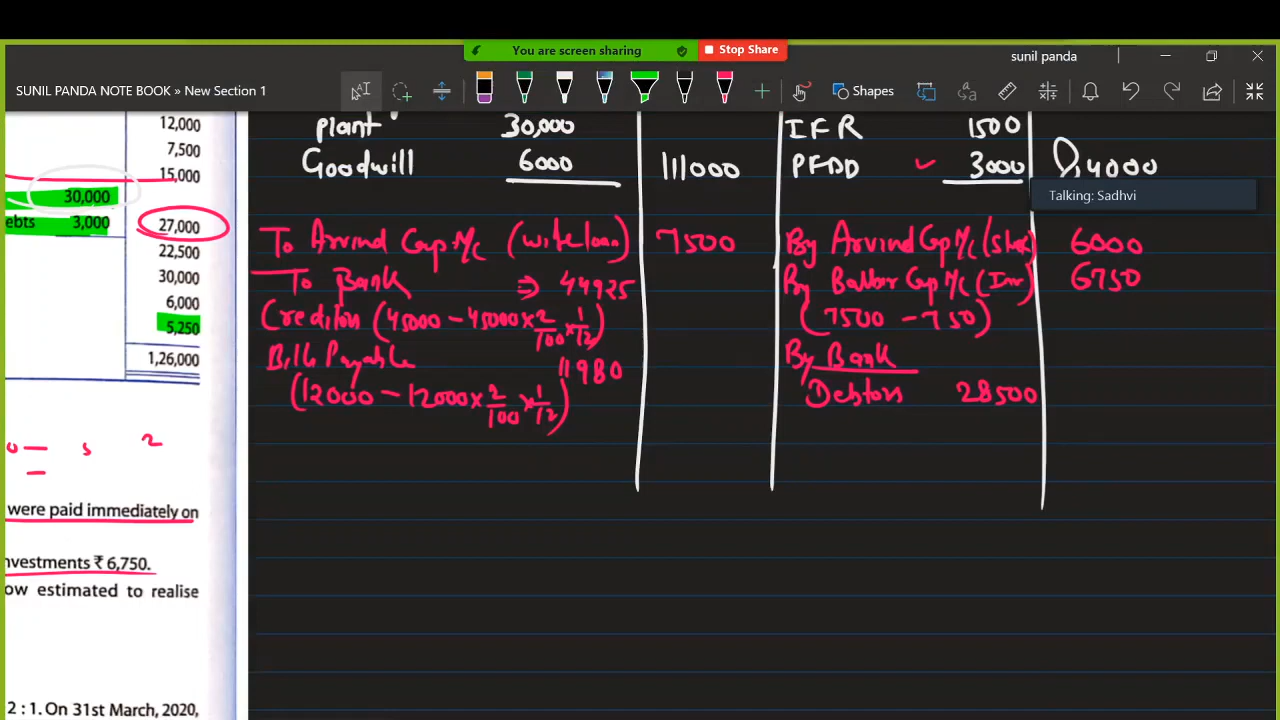 You are screen sharing
Stop Share
sunil panda
SUNIL PANDA NOTE BOOK » New Section 1
Shapes
Talking: Sadhvi
12,000
7,500
15,000
30,000
ebts 3,000 27,000
22,500
30,000
6,000
5,250
1,26,000
were paid immediately on
nvestments ₹ 6,750.
ow estimated to realise
2 : 1. On 31st March, 2020,
Plant 30,000
Goodwill 6000 111000
To Arvind Cap A/c (wife loan) 7500
To Bank ⇒ 44925
Creditors (45000 - 45000 × 2/100 × 1/12)
Bills Payable 11980
(12000 - 12000 × 2/100 × 1/12)
IFR 1500
PFDD ✓ 3000 4000
By Arvind Cap A/c 6000
By Babbar Cap A/c (Inv) 6750
(7500 - 750)
By Bank
Debtors 28500